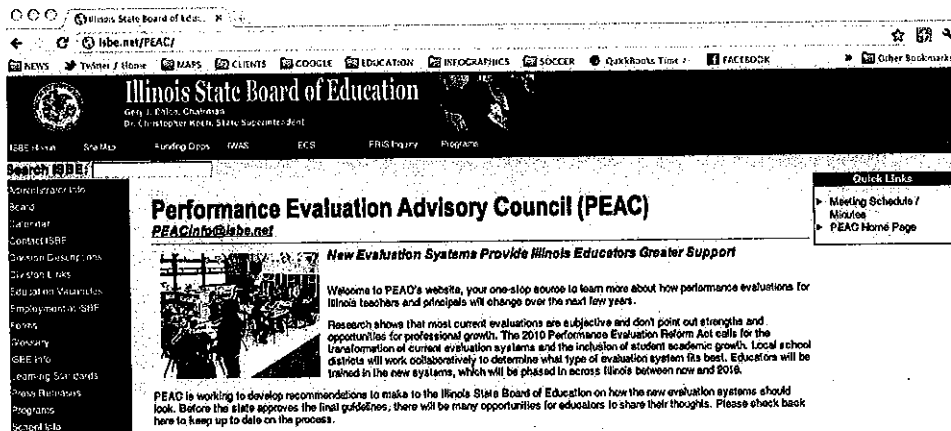 Illinois State Board of Educ...
isbe.net/PEAC/
NEWS Twitter / Home MAPS CLIENTS GOOGLE EDUCATION INFOGRAPHICS SOCCER QuickBooks Time FACEBOOK » Other Bookmarks
Illinois State Board of Education
Chairman
Dr. Christopher Koch, State Superintendent
Site Map Funding Opps IWAS ECS FRIS Inquiry Programs
Search ISBE:
Administrator Info
Board
Calendar
Contact ISBE
Division Descriptions
Division Links
Education Vacancies
Employment at ISBE
Forms
Glossary
Learning Standards
Press Releases
Programs
School Info
Quick Links
Meeting Schedule /
Minutes
PEAC Home Page
Performance Evaluation Advisory Council (PEAC)
PEACinfo@isbe.net
New Evaluation Systems Provide Illinois Educators Greater Support
Welcome to PEAC's website, your one-stop source to learn more about how performance evaluations for
Illinois teachers and principals will change over the next few years.
Research shows that most current evaluations are subjective and don't point out strengths and
opportunities for professional growth. The 2010 Performance Evaluation Reform Act calls for the
transformation of current evaluation systems and the inclusion of student academic growth. Local school
districts will work collaboratively to determine what type of evaluation system fits best. Educators will be
trained in the new systems, which will be phased in across Illinois between now and 2016.
PEAC is working to develop recommendations to make to the Illinois State Board of Education on how the new evaluation systems should
look. Before the state approves the final guidelines, there will be many opportunities for educators to share their thoughts. Please check back
here to keep up to date on the process.